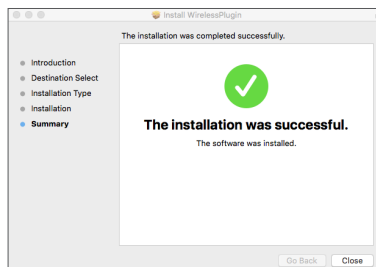 Install WirelessPlugin
The installation was completed successfully.
Introduction
Destination Select
Installation Type
Installation
Summary
The installation was successful.
The software was installed.
Go Back
Close